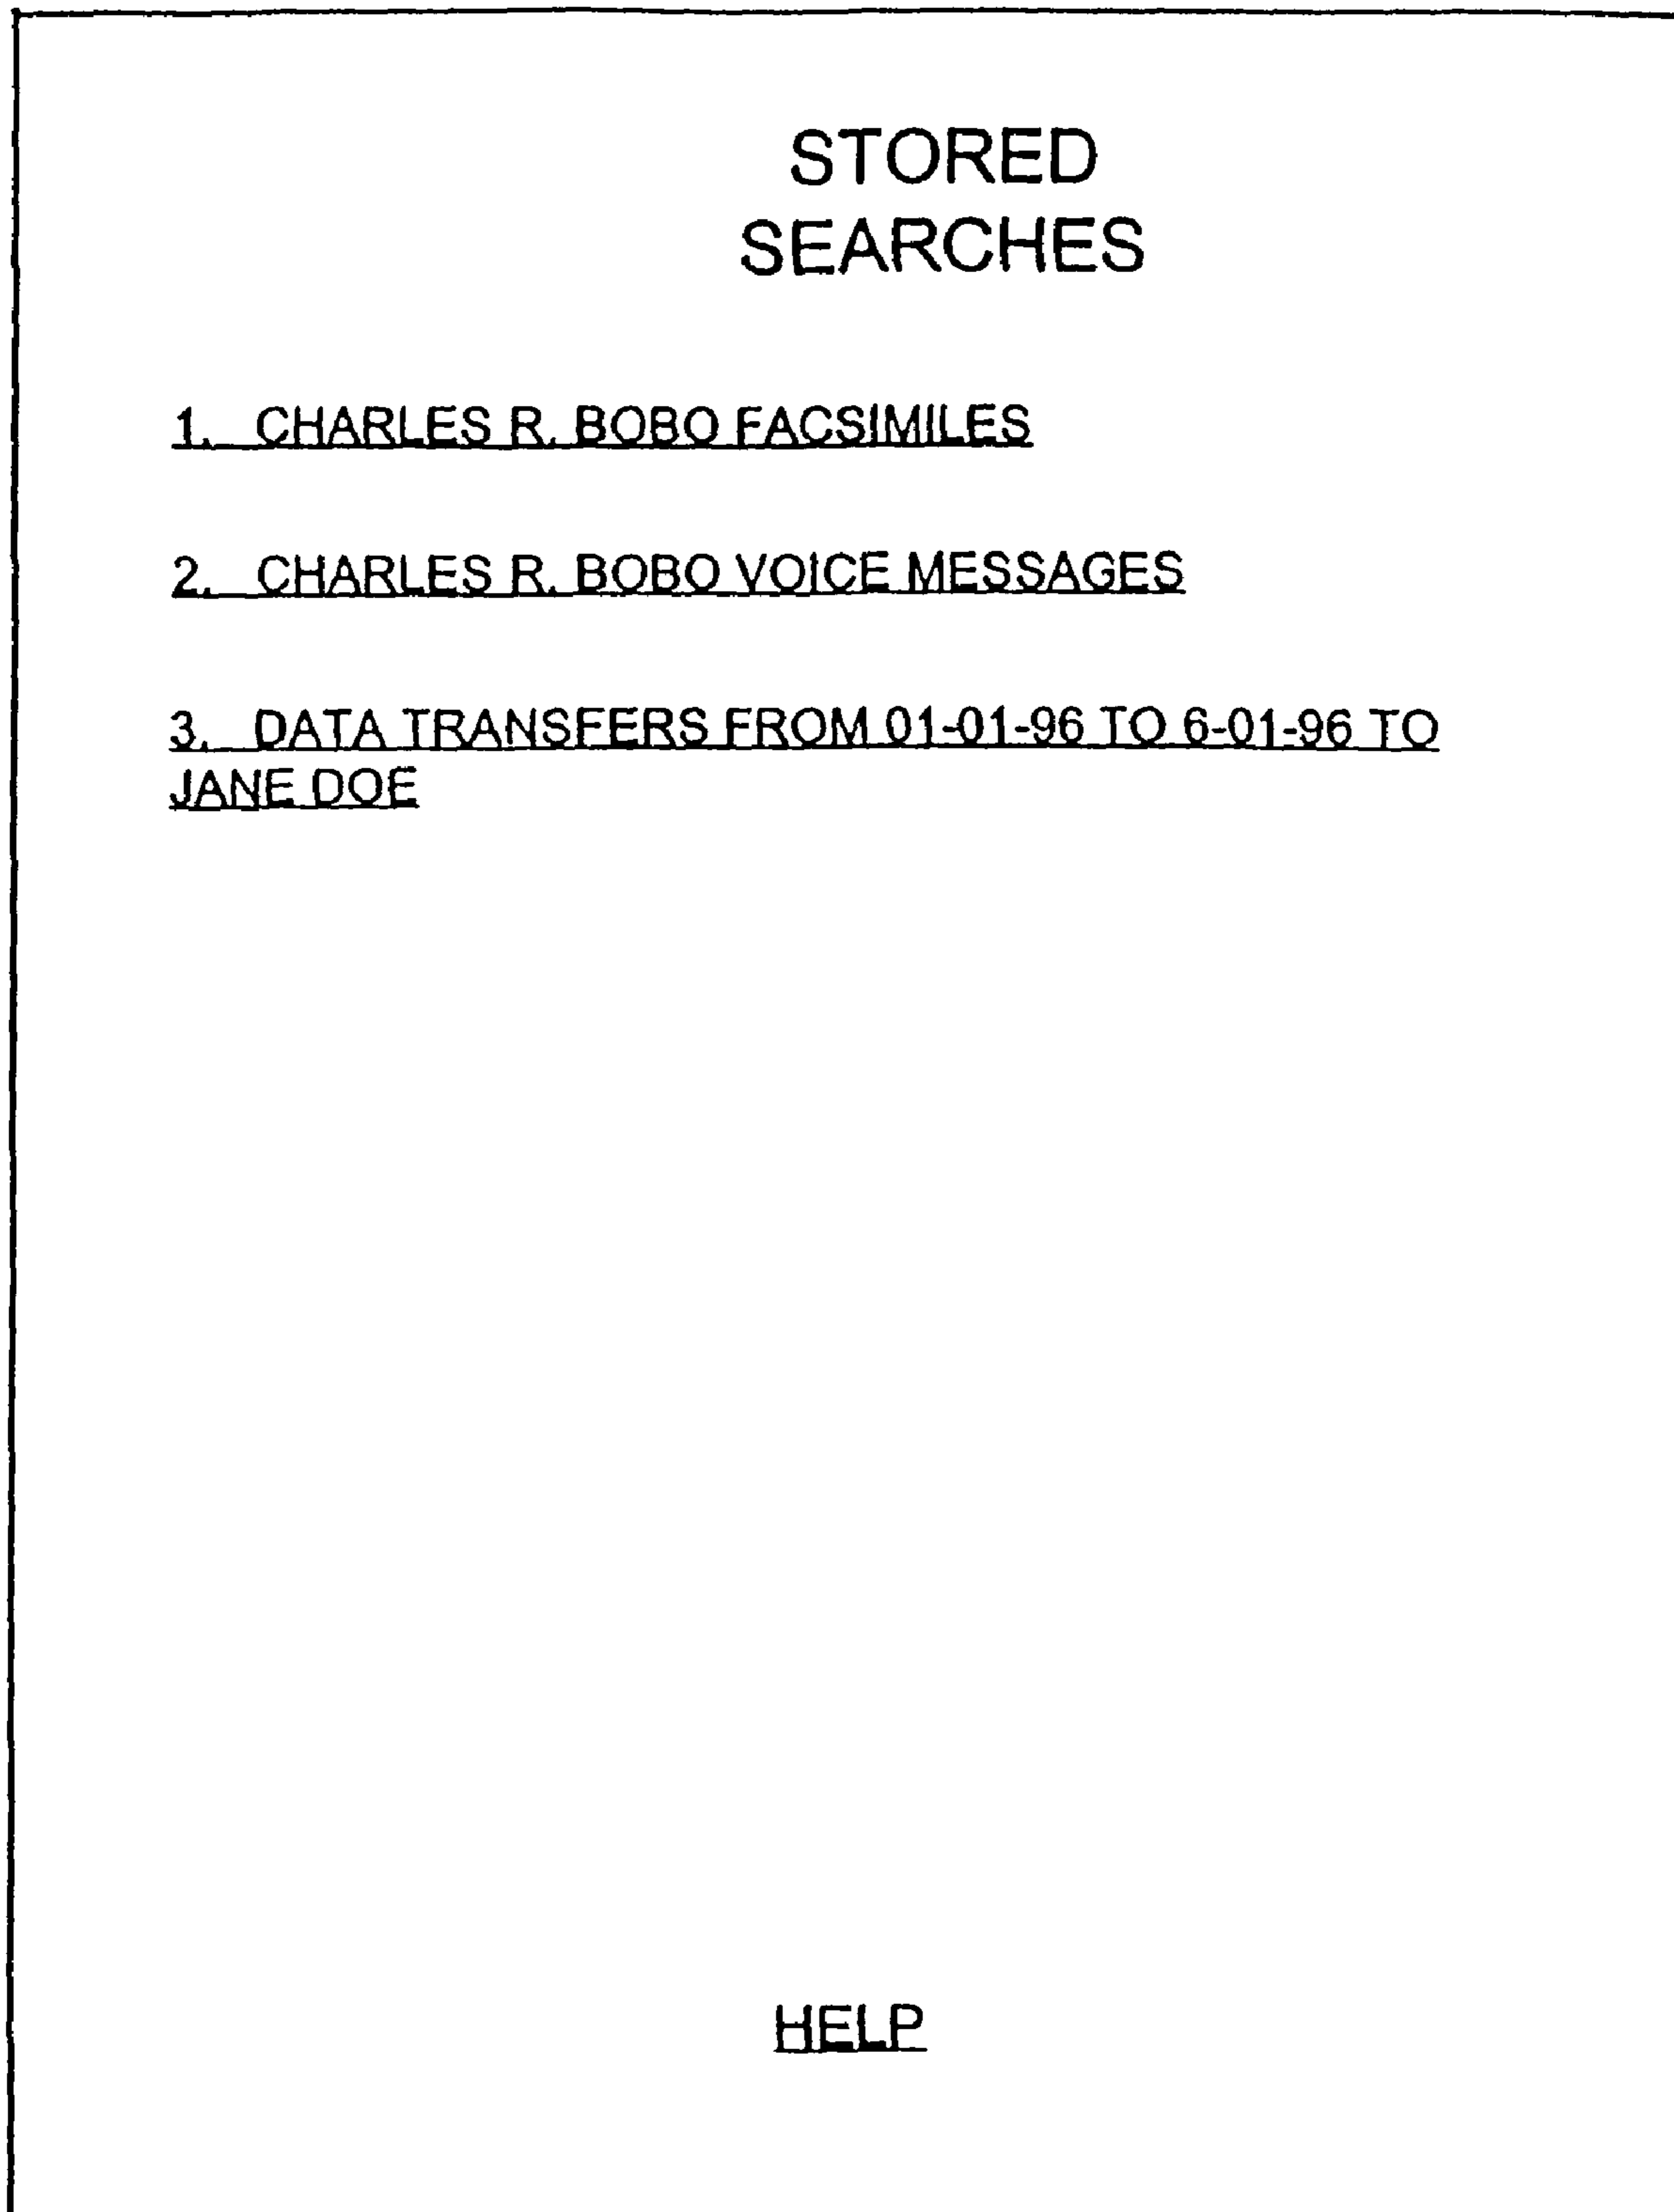 STORED
SEARCHES
1. CHARLES R. BOBO FACSIMILES
2. CHARLES R. BOBO VOICE MESSAGES
3. DATA TRANSFERS FROM 01-01-96 TO 6-01-96 TO
JANE DOE
HELP